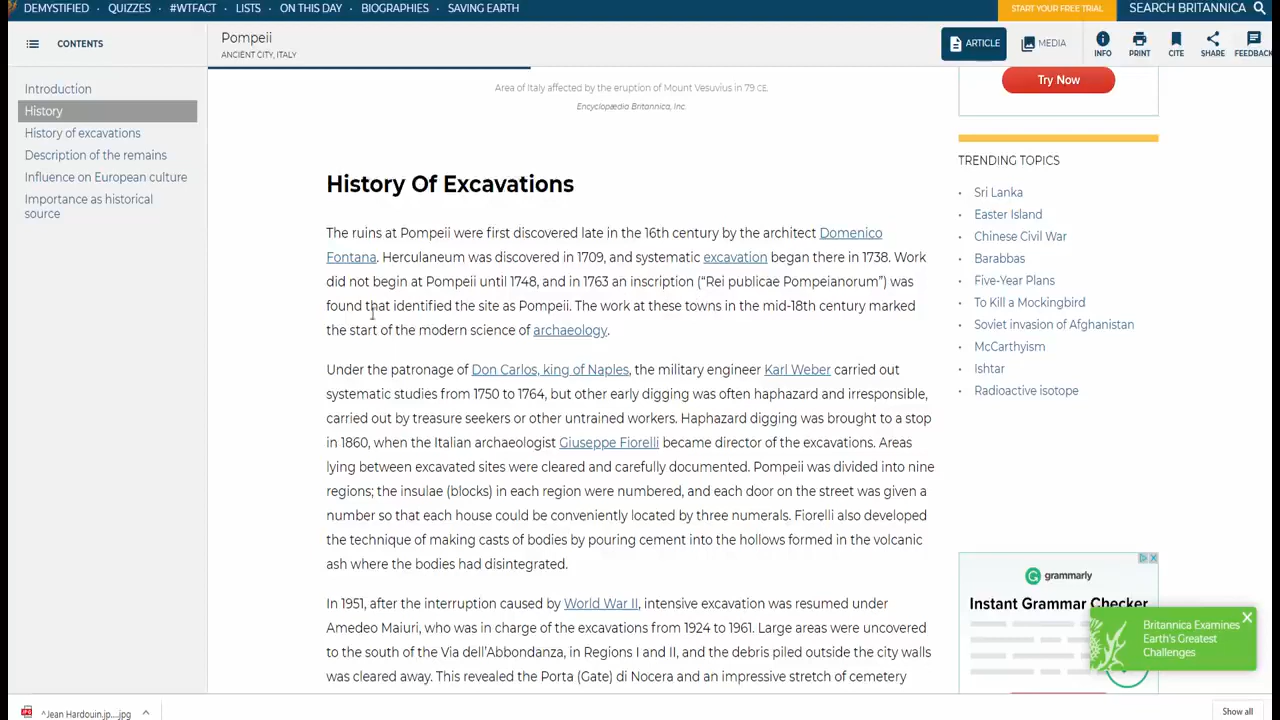 DEMYSTIFIED · QUIZZES · #WTFACT · LISTS · ON THIS DAY · BIOGRAPHIES · SAVING EARTH
START YOUR FREE TRIAL
SEARCH BRITANNICA
CONTENTS
Pompeii
ANCIENT CITY, ITALY
ARTICLE
MEDIA
INFO
PRINT
CITE
SHARE
FEEDBACK
Introduction
History
History of excavations
Description of the remains
Influence on European culture
Importance as historical
source
Area of Italy affected by the eruption of Mount Vesuvius in 79 CE.
Encyclopædia Britannica, Inc.
History Of Excavations
The ruins at Pompeii were first discovered late in the 16th century by the architect Domenico
Fontana. Herculaneum was discovered in 1709, and systematic excavation began there in 1738. Work
did not begin at Pompeii until 1748, and in 1763 an inscription (“Rei publicae Pompeianorum”) was
found that identified the site as Pompeii. The work at these towns in the mid-18th century marked
the start of the modern science of archaeology.
Under the patronage of Don Carlos, king of Naples, the military engineer Karl Weber carried out
systematic studies from 1750 to 1764, but other early digging was often haphazard and irresponsible,
carried out by treasure seekers or other untrained workers. Haphazard digging was brought to a stop
in 1860, when the Italian archaeologist Giuseppe Fiorelli became director of the excavations. Areas
lying between excavated sites were cleared and carefully documented. Pompeii was divided into nine
regions; the insulae (blocks) in each region were numbered, and each door on the street was given a
number so that each house could be conveniently located by three numerals. Fiorelli also developed
the technique of making casts of bodies by pouring cement into the hollows formed in the volcanic
ash where the bodies had disintegrated.
In 1951, after the interruption caused by World War II, intensive excavation was resumed under
Amedeo Maiuri, who was in charge of the excavations from 1924 to 1961. Large areas were uncovered
to the south of the Via dell’Abbondanza, in Regions I and II, and the debris piled outside the city walls
was cleared away. This revealed the Porta (Gate) di Nocera and an impressive stretch of cemetery
Try Now
TRENDING TOPICS
Sri Lanka
Easter Island
Chinese Civil War
Barabbas
Five-Year Plans
To Kill a Mockingbird
Soviet invasion of Afghanistan
McCarthyism
Ishtar
Radioactive isotope
grammarly
Instant Grammar Checker
Britannica Examines
Earth's Greatest
Challenges
^Jean Hardouin.jp....jpg
Show all